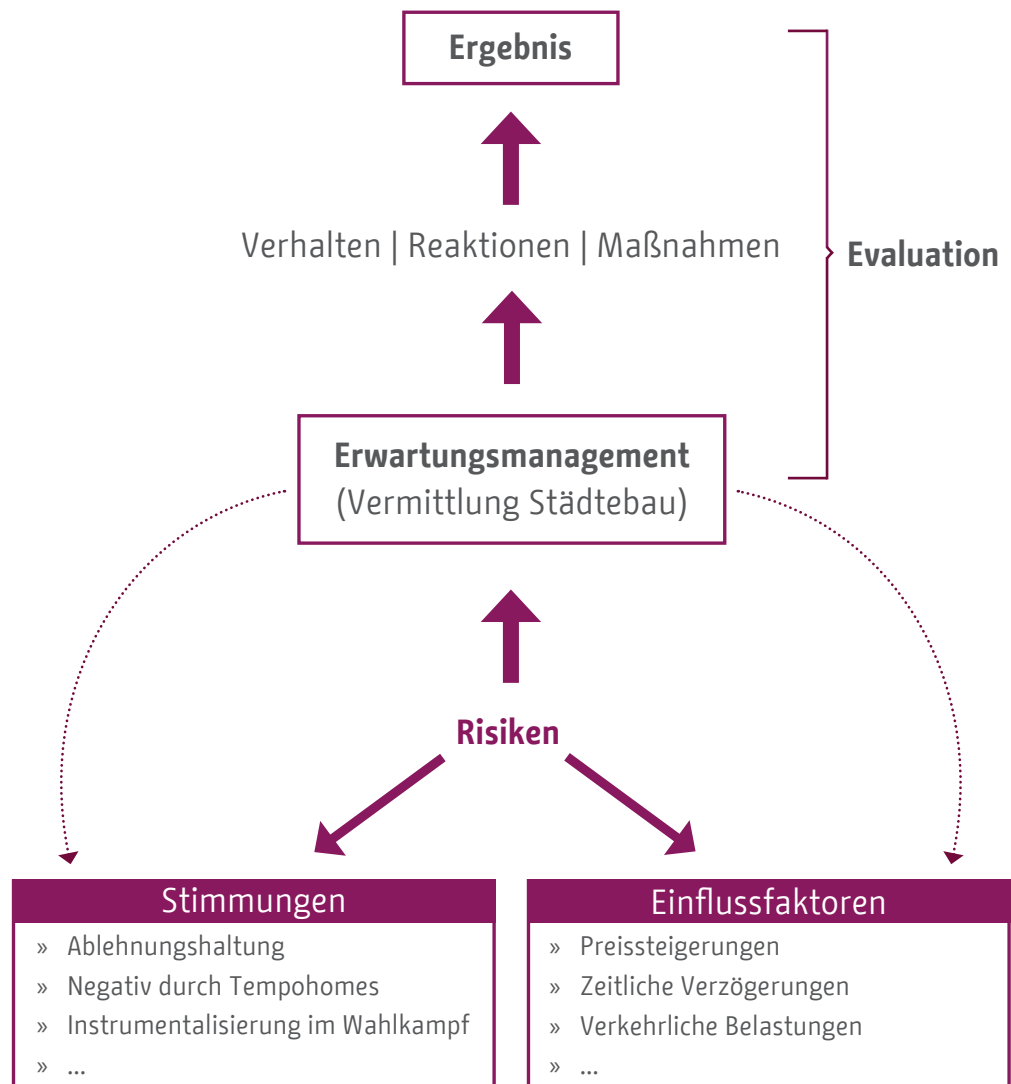 Ergebnis
Verhalten | Reaktionen | Maßnahmen
Evaluation
Erwartungsmanagement
(Vermittlung Städtebau)
Risiken
Stimmungen
» Ablehnungshaltung
» Negativ durch Tempohomes
» Instrumentalisierung im Wahlkampf
» ...
Einflussfaktoren
» Preissteigerungen
» Zeitliche Verzögerungen
» Verkehrliche Belastungen
» ...